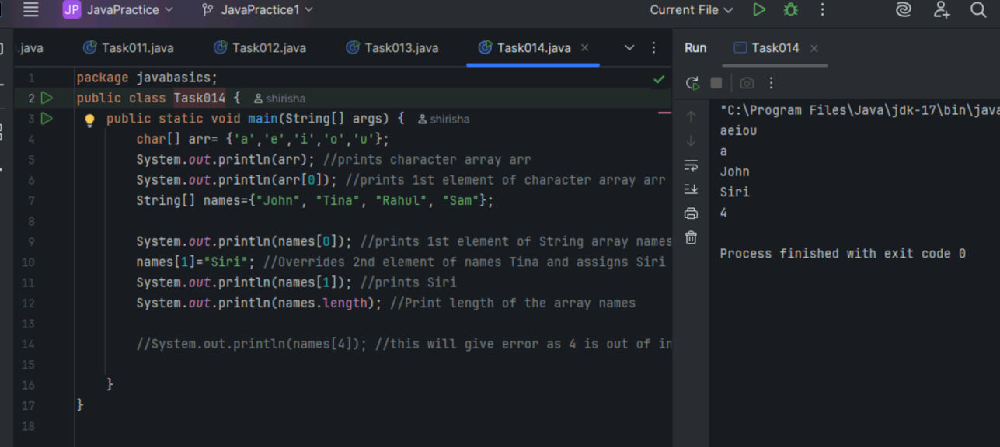 JP JavaPractice JavaPractice1 Current File
.java Task011.java Task012.java Task013.java Task014.java
Run Task014
1 package javabasics;
2 public class Task014 { shirisha
3 public static void main(String[] args) { shirisha
4 char[] arr= {'a','e','i','o','u'};
5 System.out.println(arr); //prints character array arr
6 System.out.println(arr[0]); //prints 1st element of character array arr
7 String[] names={"John", "Tina", "Rahul", "Sam"};
8
9 System.out.println(names[0]); //prints 1st element of String array names
10 names[1]="Siri"; //Overrides 2nd element of names Tina and assigns Siri
11 System.out.println(names[1]); //prints Siri
12 System.out.println(names.length); //Print length of the array names
13
14 //System.out.println(names[4]); //this will give error as 4 is out of in
15
16 }
17 }
18
"C:\Program Files\Java\jdk-17\bin\java
aeiou
a
John
Siri
4
Process finished with exit code 0